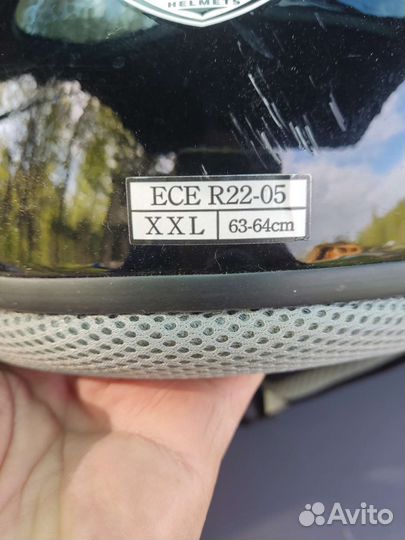 HELMETS
ECE R22-05
XXL 63-64cm
Avito